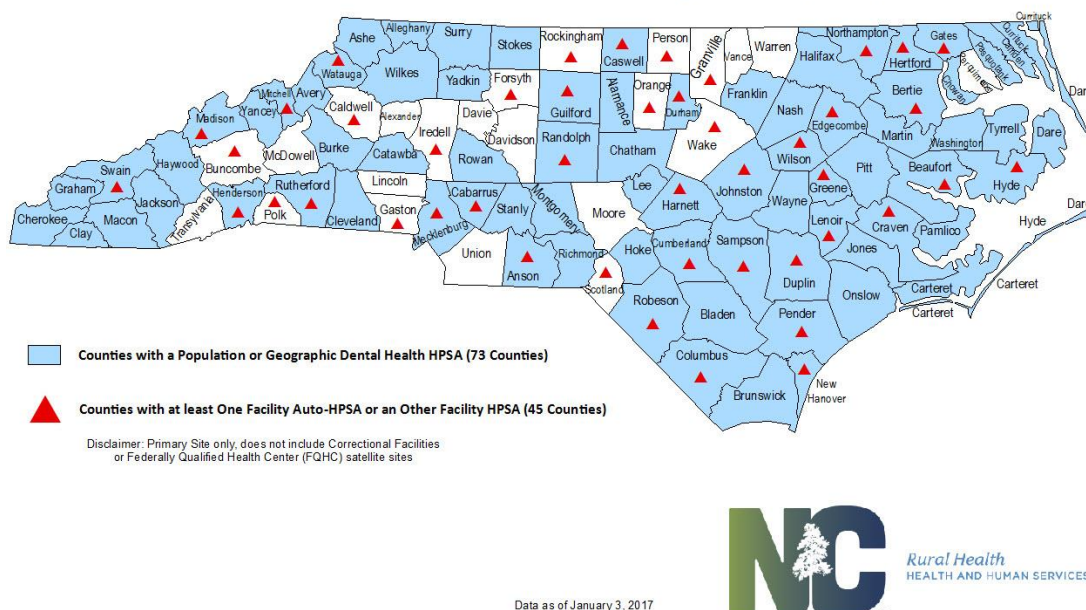 Currituck
Alleghany
Ashe
Surry
Stokes
Rockingham
Caswell
Person
Granville
Vance
Warren
Northampton
Gates
Hertford
Halifax
Currituck
Camden
Pasquotank
Perquimans
Chowan
Watauga
Wilkes
Yadkin
Forsyth
Guilford
Alamance
Orange
Durham
Franklin
Nash
Bertie
Mitchell
Avery
Yancey
Madison
Caldwell
Alexander
Davie
Iredell
Davidson
Randolph
Chatham
Wake
Edgecombe
Martin
Washington
Tyrrell
Dare
Dar
Haywood
Buncombe
McDowell
Burke
Catawba
Rowan
Wilson
Pitt
Beaufort
Hyde
Swain
Graham
Jackson
Henderson
Rutherford
Lincoln
Cabarrus
Lee
Harnett
Johnston
Greene
Wayne
Cherokee
Macon
Clay
Transylvania
Polk
Cleveland
Gaston
Mecklenburg
Stanly
Montgomery
Moore
Lenoir
Craven
Pamlico
Hyde
Dar
Union
Anson
Richmond
Scotland
Hoke
Cumberland
Sampson
Duplin
Jones
Onslow
Carteret
Carteret
Carteret
Robeson
Bladen
Pender
Columbus
Brunswick
New
Hanover
Counties with a Population or Geographic Dental Health HPSA (73 Counties)
Counties with at least One Facility Auto-HPSA or an Other Facility HPSA (45 Counties)
Disclaimer: Primary Site only, does not include Correctional Facilities
or Federally Qualified Health Center (FQHC) satellite sites
NC
Rural Health
HEALTH AND HUMAN SERVICES
Data as of January 3, 2017